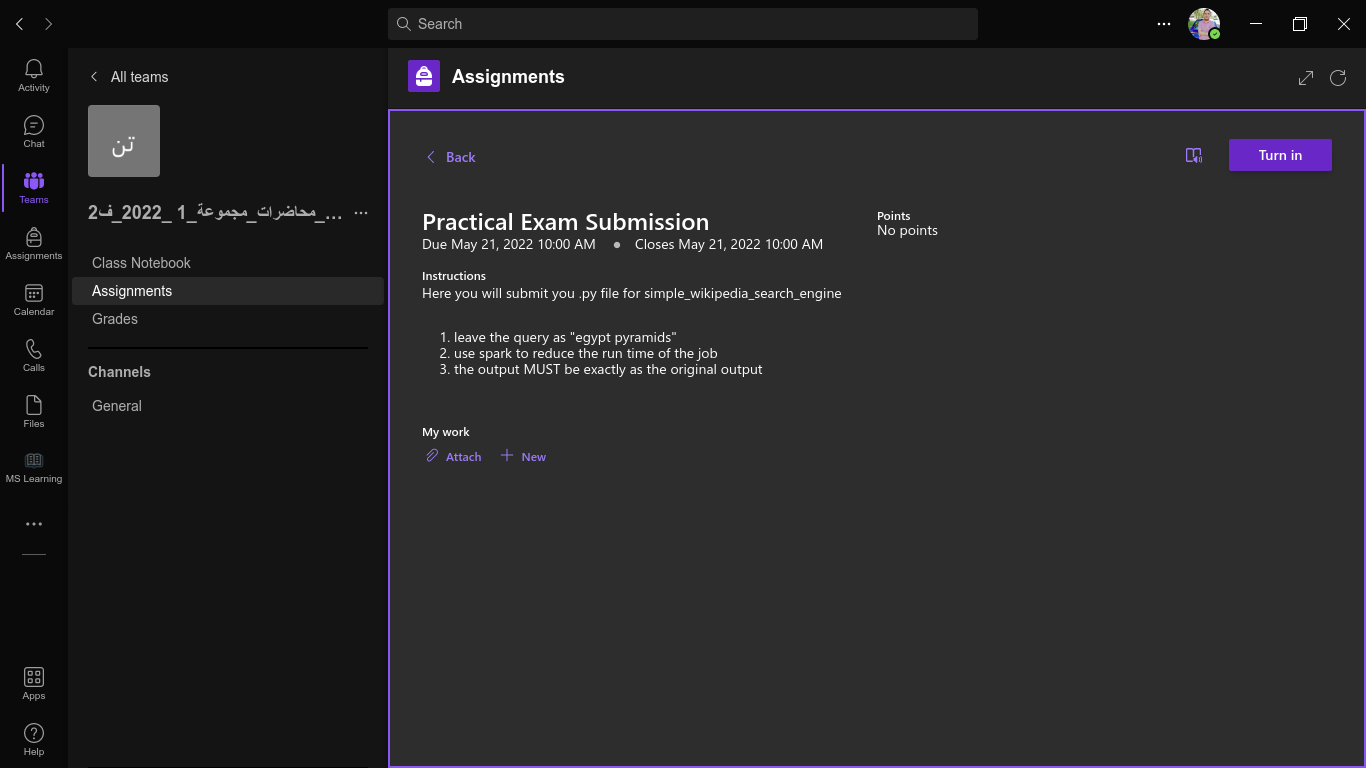 Search
Activity
Chat
Teams
Assignments
Calendar
Calls
Files
MS Learning
Apps
Help
All teams
تن
...محاضرات_مجموعة_1 _2022_ف2_
Class Notebook
Assignments
Grades
Channels
General
Assignments
Back
Turn in
Practical Exam Submission
Due May 21, 2022 10:00 AM • Closes May 21, 2022 10:00 AM
Points
No points
Instructions
Here you will submit you .py file for simple_wikipedia_search_engine
1. leave the query as "egypt pyramids"
2. use spark to reduce the run time of the job
3. the output MUST be exactly as the original output
My work
Attach
New